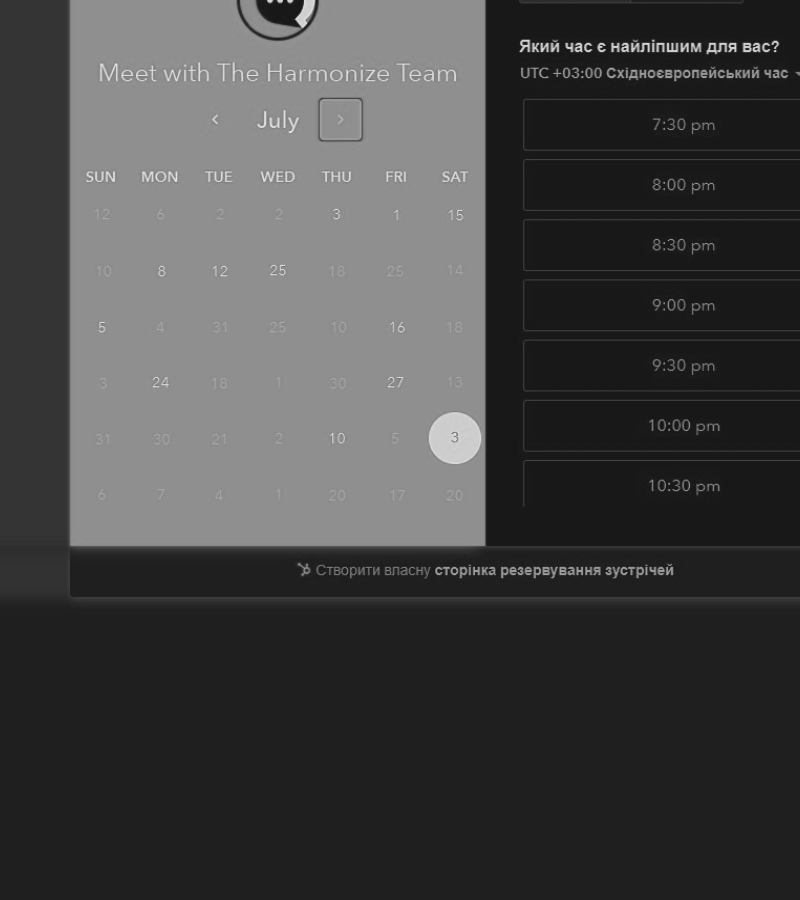 Meet with The Harmonize Team
July
SUN MON TUE WED THU FRI SAT
12 6 2 2 3 1 15
10 8 12 25 18 25 14
5 4 31 25 10 16 18
3 24 18 1 30 27 13
31 30 21 2 10 5 3
6 7 4 1 20 17 20
Який час є найліпшим для вас?
UTC +03:00 Східноєвропейський час
7:30 pm
8:00 pm
8:30 pm
9:00 pm
9:30 pm
10:00 pm
10:30 pm
Створити власну сторінка резервування зустрічей